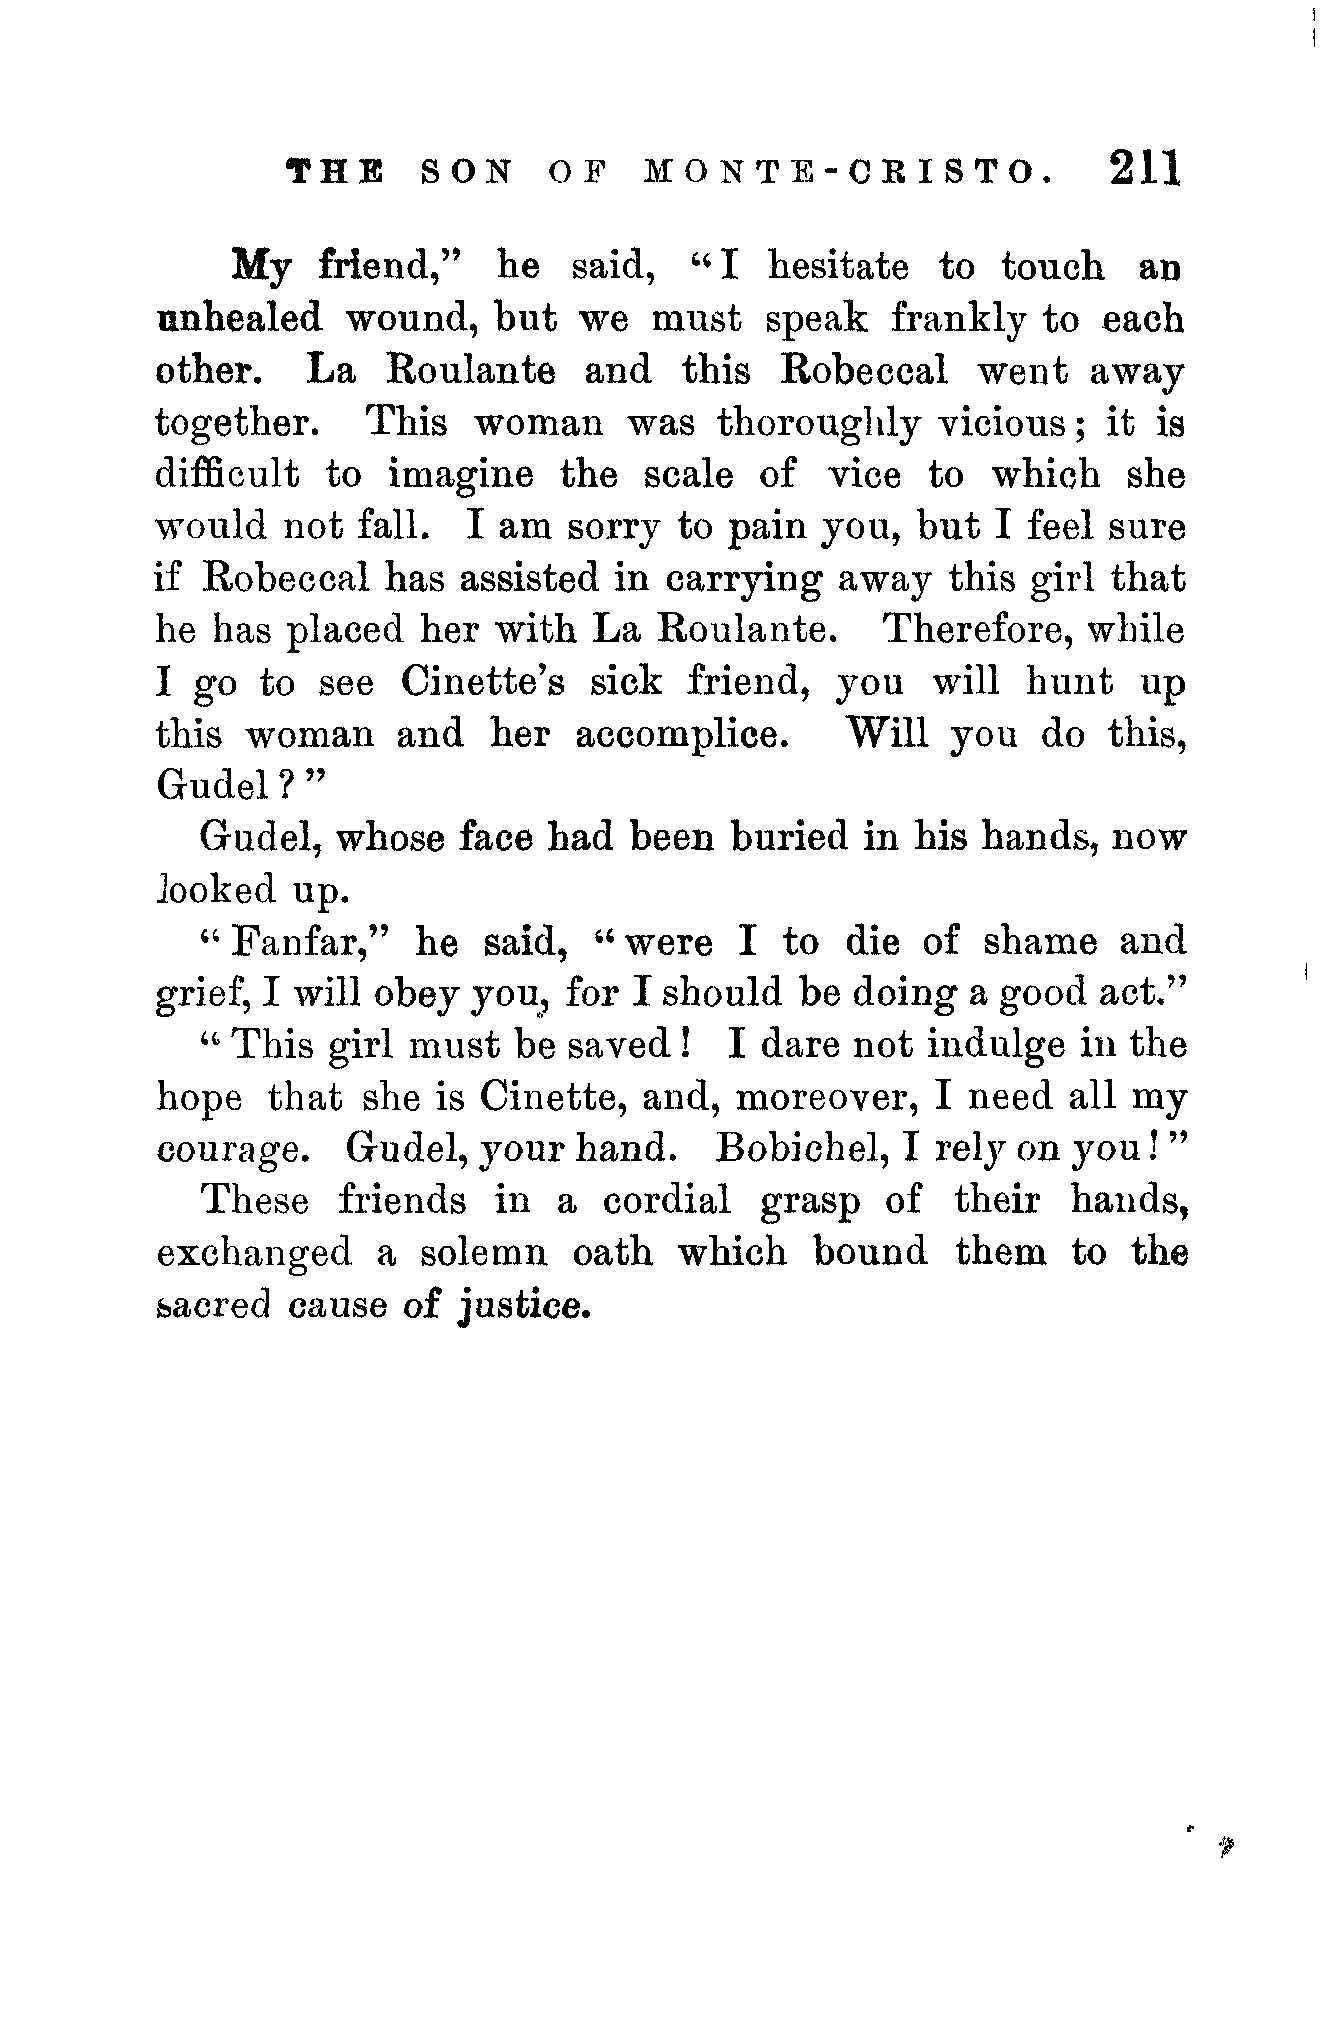 THE SON OF MONTE-CRISTO. 211
My friend,” he said, “I hesitate to touch an
unhealed wound, but we must speak frankly to each
other. La Roulante and this Robeccal went away
together. This woman was thoroughly vicious; it is
difficult to imagine the scale of vice to which she
would not fall. I am sorry to pain you, but I feel sure
if Robeccal has assisted in carrying away this girl that
he has placed her with La Roulante. Therefore, while
I go to see Cinette’s sick friend, you will hunt up
this woman and her accomplice. Will you do this,
Gudel?”
Gudel, whose face had been buried in his hands, now
looked up.
“Fanfar,” he said, “were I to die of shame and
grief, I will obey you, for I should be doing a good act.”
“This girl must be saved! I dare not indulge in the
hope that she is Cinette, and, moreover, I need all my
courage. Gudel, your hand. Bobichel, I rely on you!”
These friends in a cordial grasp of their hands,
exchanged a solemn oath which bound them to the
sacred cause of justice.